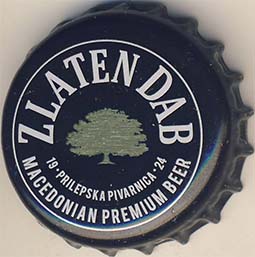 ZLATEN DAB
19 · PRILEPSKA PIVARNICA · 24
MACEDONIAN PREMIUM BEER